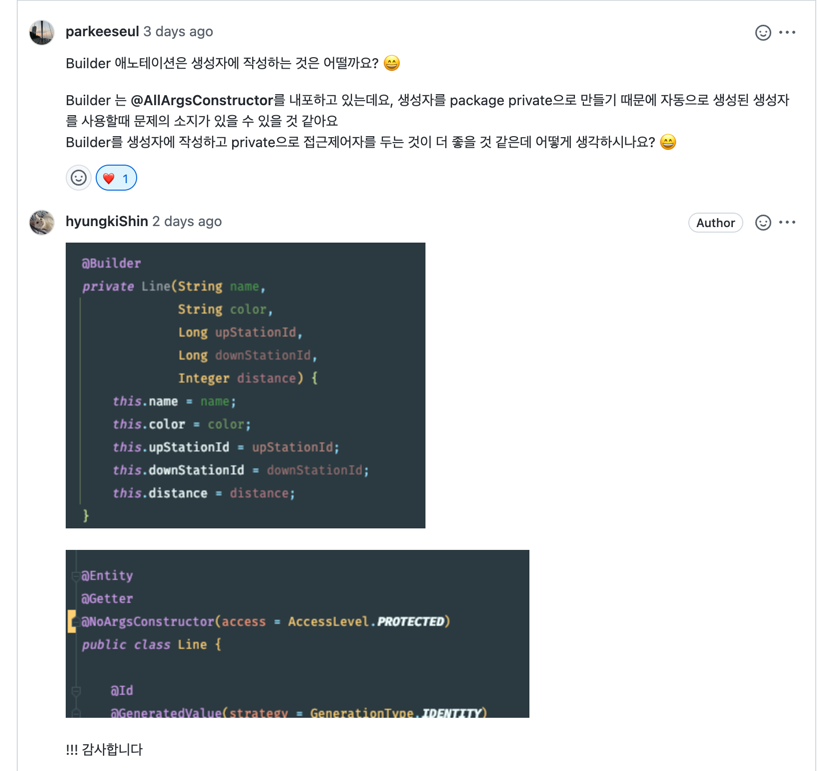 parkeeseul 3 days ago
Builder 애노테이션은 생성자에 작성하는 것은 어떨까요? 😄
Builder 는 @AllArgsConstructor를 내포하고 있는데요, 생성자를 package private으로 만들기 때문에 자동으로 생성된 생성자
를 사용할때 문제의 소지가 있을 수 있을 것 같아요
Builder를 생성자에 작성하고 private으로 접근제어자를 두는 것이 더 좋을 것 같은데 어떻게 생각하시나요? 😄
❤️ 1
hyungkiShin 2 days ago
Author
@Builder
private Line(String name,
String color,
Long upStationId,
Long downStationId,
Integer distance) {
this.name = name;
this.color = color;
this.upStationId = upStationId;
this.downStationId = downStationId;
this.distance = distance;
}
@Entity
@Getter
@NoArgsConstructor(access = AccessLevel.PROTECTED)
public class Line {
@Id
@GeneratedValue(strategy = GenerationType.IDENTITY)
!!! 감사합니다